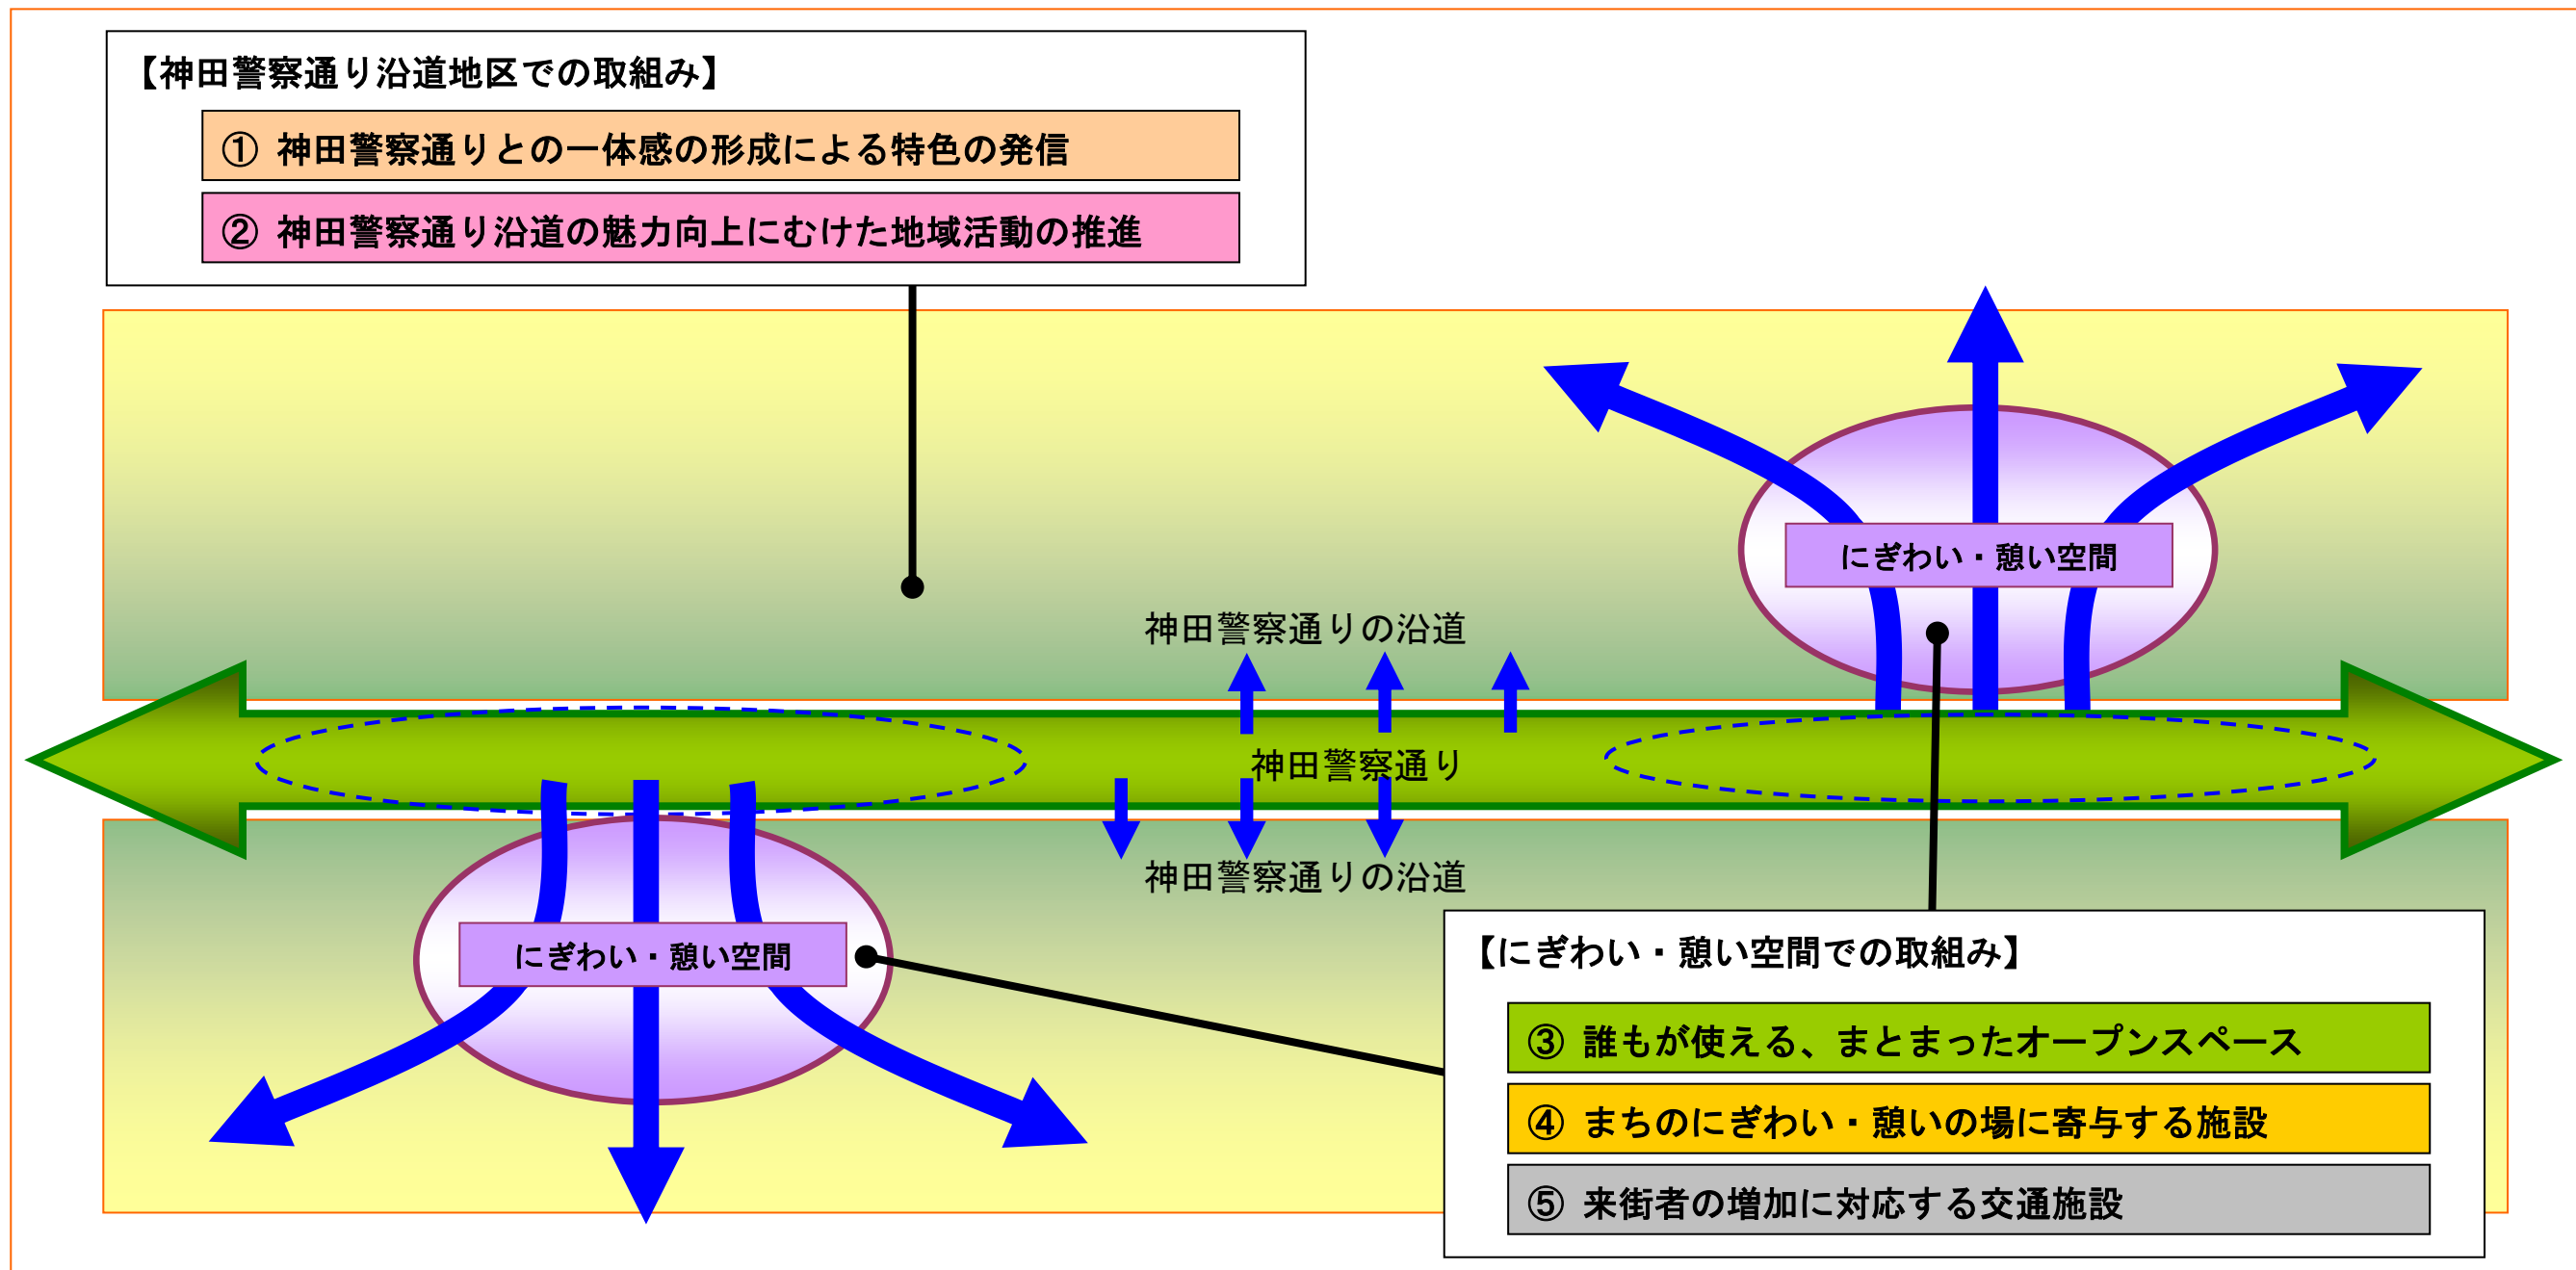 【神田警察通り沿道地区での取組み】
① 神田警察通りとの一体感の形成による特色の発信
② 神田警察通り沿道の魅力向上にむけた地域活動の推進
にぎわい・憩い空間
神田警察通りの沿道
神田警察通り
神田警察通りの沿道
にぎわい・憩い空間
【にぎわい・憩い空間での取組み】
③ 誰もが使える、まとまったオープンスペース
④ まちのにぎわい・憩いの場に寄与する施設
⑤ 来街者の増加に対応する交通施設